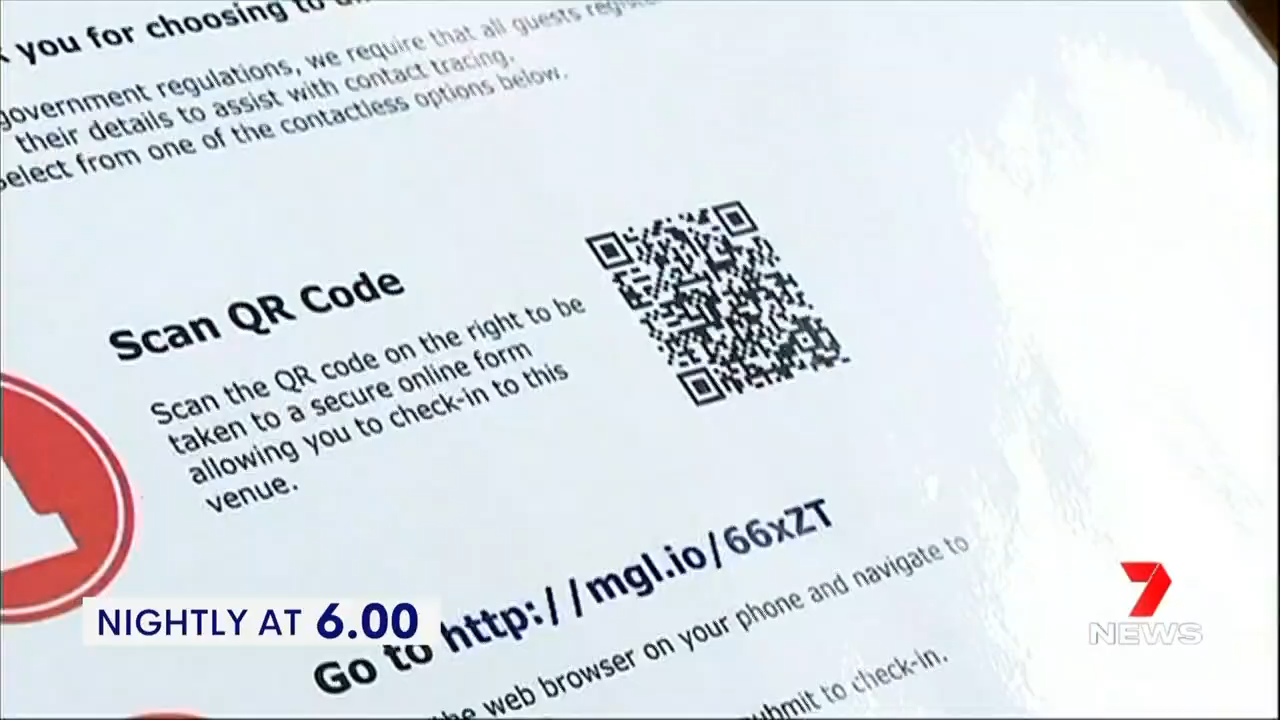 you for choosing to
government regulations, we require that all guests register
their details to assist with contact tracing.
select from one of the contactless options below.
Scan QR Code
Scan the QR code on the right to be
taken to a secure online form
allowing you to check-in to this
venue.
Go to http://mgl.io/66xZT
the web browser on your phone and navigate to
submit to check-in.
NIGHTLY AT 6.00
7
NEWS